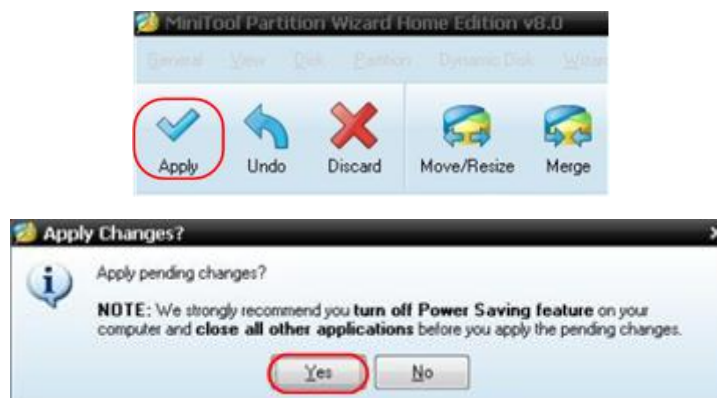 MiniTool Partition Wizard Home Edition v8.0
General View Disk Partition Dynamic Disk
Apply Undo Discard Move/Resize Merge
Apply Changes?
Apply pending changes?
NOTE: We strongly recommend you turn off Power Saving feature on your
computer and close all other applications before you apply the pending changes.
Yes No